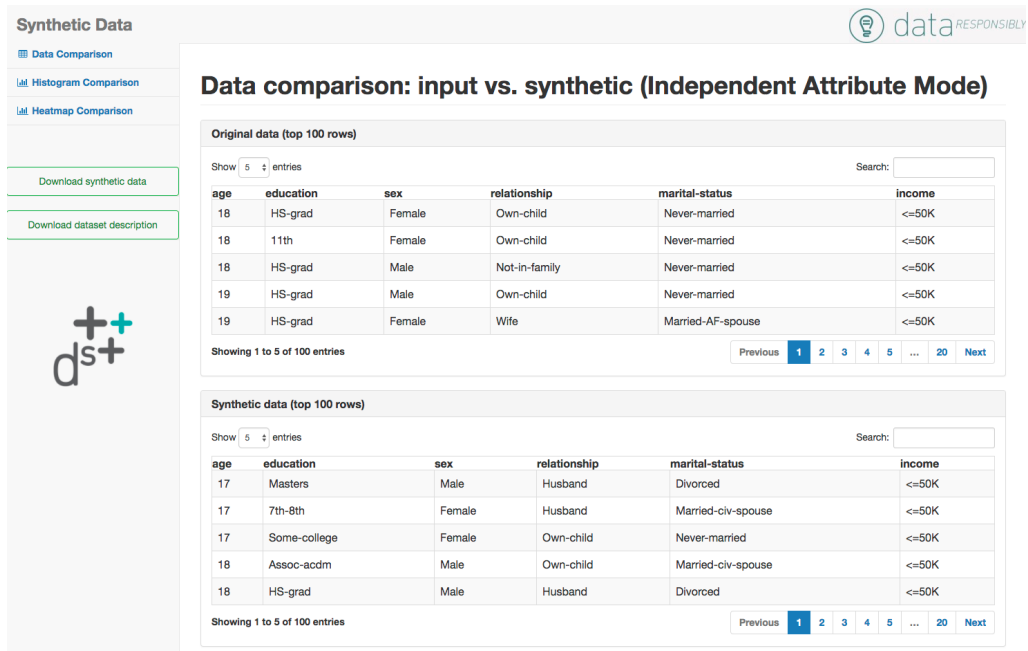 Synthetic Data
data RESPONSIBLY
Data Comparison
Histogram Comparison
Heatmap Comparison
Download synthetic data
Download dataset description
ds
Data comparison: input vs. synthetic (Independent Attribute Mode)
Original data (top 100 rows)
Show 5 entries Search:
age education sex relationship marital-status income
18 HS-grad Female Own-child Never-married <=50K
18 11th Female Own-child Never-married <=50K
18 HS-grad Male Not-in-family Never-married <=50K
19 HS-grad Male Own-child Never-married <=50K
19 HS-grad Female Wife Married-AF-spouse <=50K
Showing 1 to 5 of 100 entries Previous 1 2 3 4 5 ... 20 Next
Synthetic data (top 100 rows)
Show 5 entries Search:
age education sex relationship marital-status income
17 Masters Male Husband Divorced <=50K
17 7th-8th Female Husband Married-civ-spouse <=50K
17 Some-college Female Own-child Never-married <=50K
18 Assoc-acdm Male Own-child Married-civ-spouse <=50K
18 HS-grad Male Husband Divorced <=50K
Showing 1 to 5 of 100 entries Previous 1 2 3 4 5 ... 20 Next